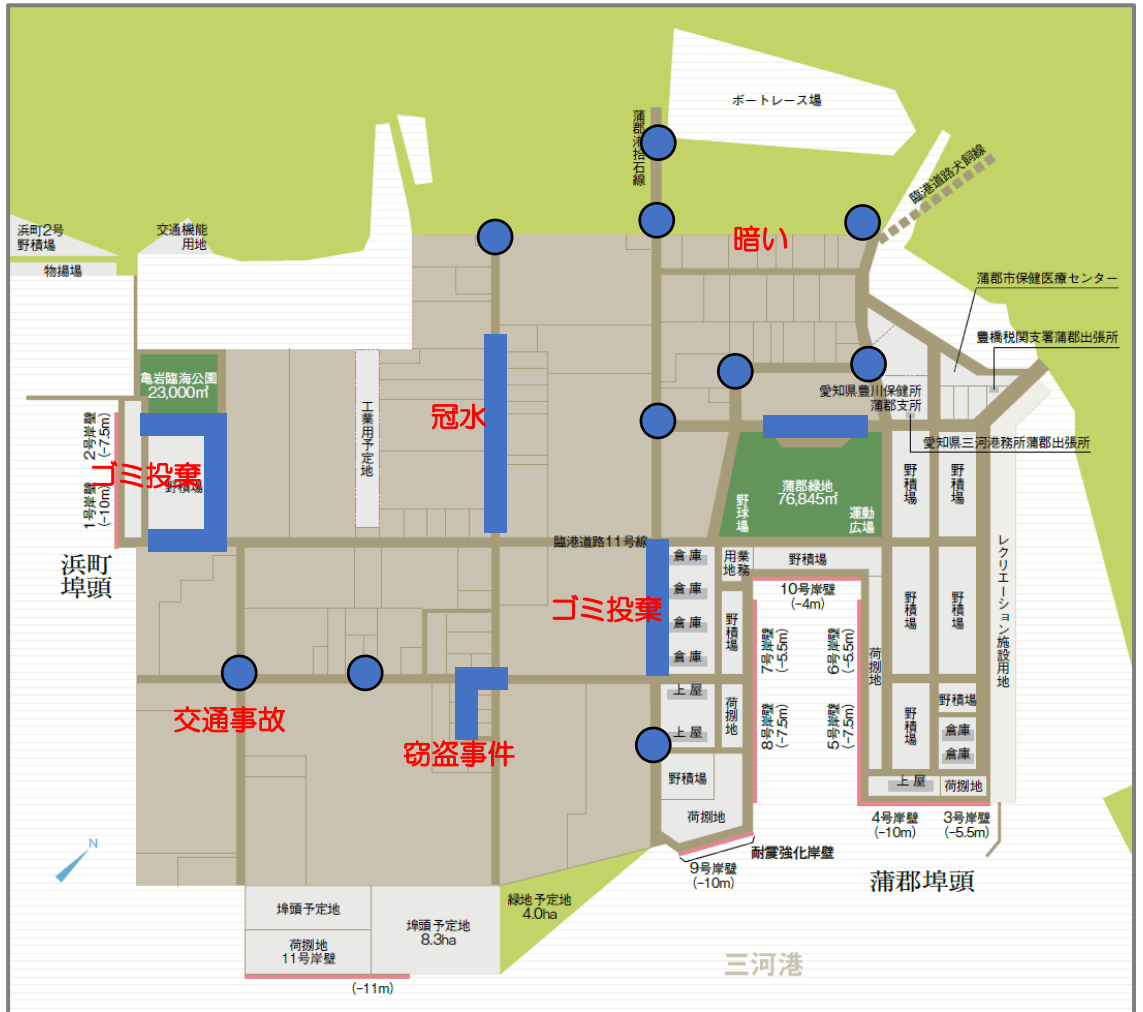 ボートレース場
蒲郡港拾石線
臨港道路犬飼線
浜町2号
野積場
交通機能
用地
物揚場
暗い
蒲郡市保健医療センター
豊橋税関支署蒲郡出張所
亀岩臨海公園
23,000㎡
愛知県豊川保健所
蒲郡支所
愛知県三河港務所蒲郡出張所
冠水
工業用予定地
2号岸壁
(-7.5m)
1号岸壁
(-10m)
ゴミ投棄
野積場
蒲郡緑地
76,845㎡
野球場
運動
広場
野積場
野積場
浜町
埠頭
臨港道路11号線
倉庫
倉庫
倉庫
倉庫
業務
用地
野積場
10号岸壁
(-4m)
ゴミ投棄
野積場
7号岸壁
(-5.5m)
6号岸壁
(-5.5m)
荷捌地
野積場
野積場
レクリエーション施設用地
交通事故
窃盗事件
上屋
上屋
荷捌地
8号岸壁
(-7.5m)
5号岸壁
(-7.5m)
野積場
野積場
倉庫
倉庫
野積場
荷捌地
上屋
荷捌地
4号岸壁
(-10m)
3号岸壁
(-5.5m)
耐震強化岸壁
9号岸壁
(-10m)
蒲郡埠頭
N
埠頭予定地
荷捌地
11号岸壁
埠頭予定地
8.3ha
緑地予定地
4.0ha
三河港
(-11m)